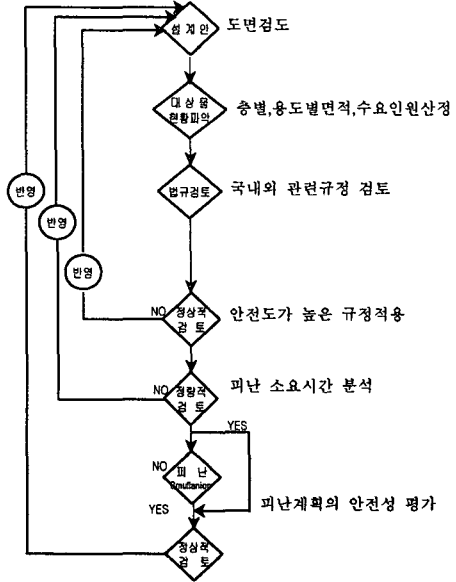 설계안 도면검도
대상물
현황파악
층별,용도별면적,수요인원산정
법규검토 국내외 관련규정 검토
반영
반영
반영
NO
정상적
검 토
안전도가 높은 규정적용
NO
정량적
검 토
피난 소요시간 분석
YES
NO
피 난
YES
피난계획의 안전성 평가
정상적
검 토